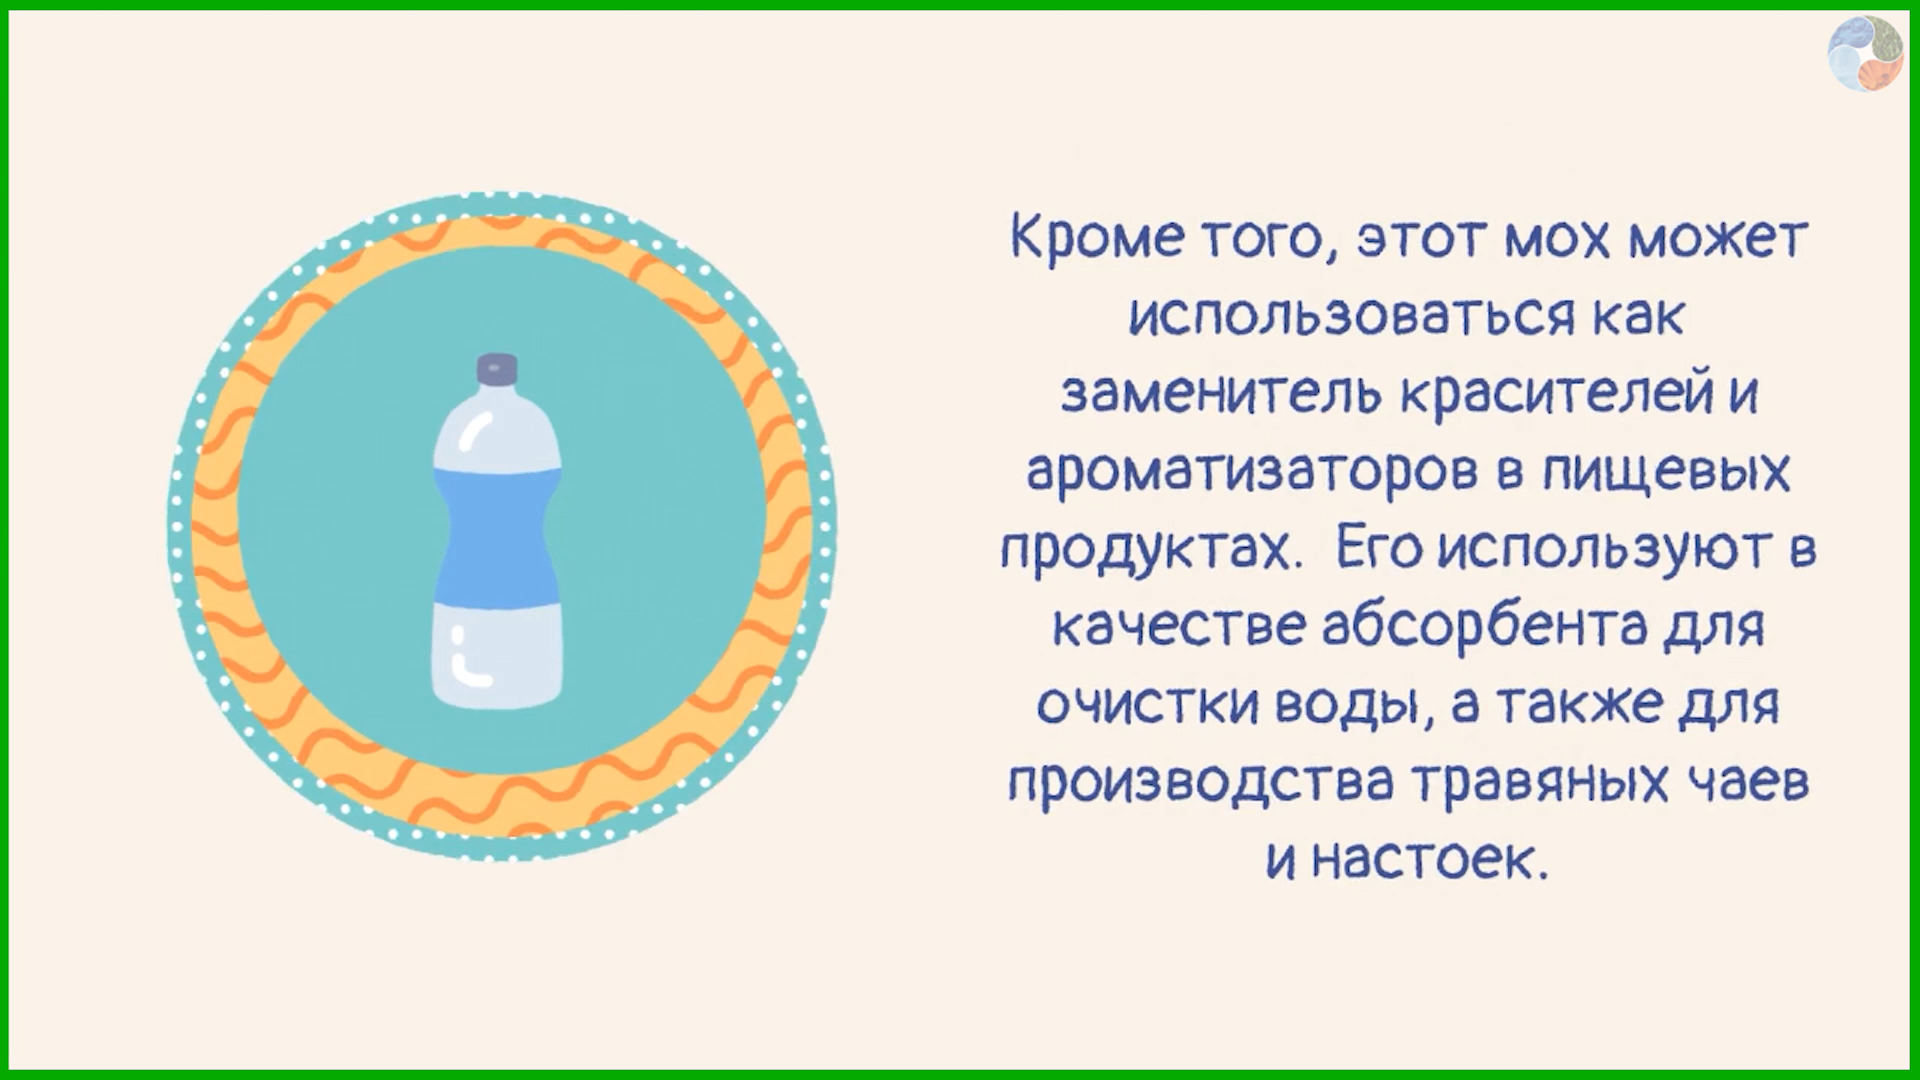 Кроме того, этот мох может
использоваться как
заменитель красителей и
ароматизаторов в пищевых
продуктах. Его используют в
качестве абсорбента для
очистки воды, а также для
производства травяных чаев
и настоек.